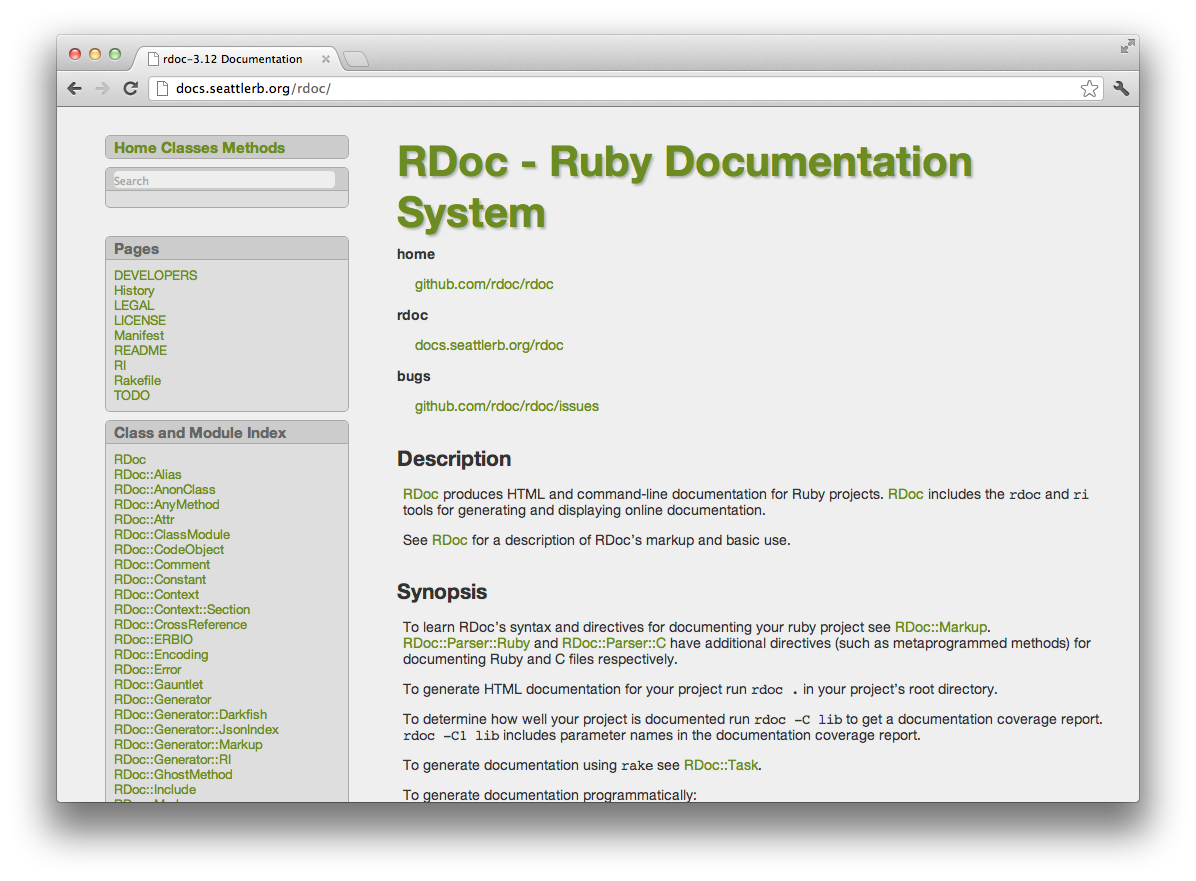 rdoc-3.12 Documentation
docs.seattlerb.org/rdoc/
Home Classes Methods
Search
Pages
DEVELOPERS
History
LEGAL
LICENSE
Manifest
README
RI
Rakefile
TODO
Class and Module Index
RDoc
RDoc::Alias
RDoc::AnonClass
RDoc::AnyMethod
RDoc::Attr
RDoc::ClassModule
RDoc::CodeObject
RDoc::Comment
RDoc::Constant
RDoc::Context
RDoc::Context::Section
RDoc::CrossReference
RDoc::ERBIO
RDoc::Encoding
RDoc::Error
RDoc::Gauntlet
RDoc::Generator
RDoc::Generator::Darkfish
RDoc::Generator::JsonIndex
RDoc::Generator::Markup
RDoc::Generator::RI
RDoc::GhostMethod
RDoc::Include
RDoc - Ruby Documentation
System
home
github.com/rdoc/rdoc
rdoc
docs.seattlerb.org/rdoc
bugs
github.com/rdoc/rdoc/issues
Description
RDoc produces HTML and command-line documentation for Ruby projects. RDoc includes the rdoc and ri
tools for generating and displaying online documentation.
See RDoc for a description of RDoc's markup and basic use.
Synopsis
To learn RDoc's syntax and directives for documenting your ruby project see RDoc::Markup.
RDoc::Parser::Ruby and RDoc::Parser::C have additional directives (such as metaprogrammed methods) for
documenting Ruby and C files respectively.
To generate HTML documentation for your project run rdoc . in your project's root directory.
To determine how well your project is documented run rdoc -C lib to get a documentation coverage report.
rdoc -C1 lib includes parameter names in the documentation coverage report.
To generate documentation using rake see RDoc::Task.
To generate documentation programmatically: